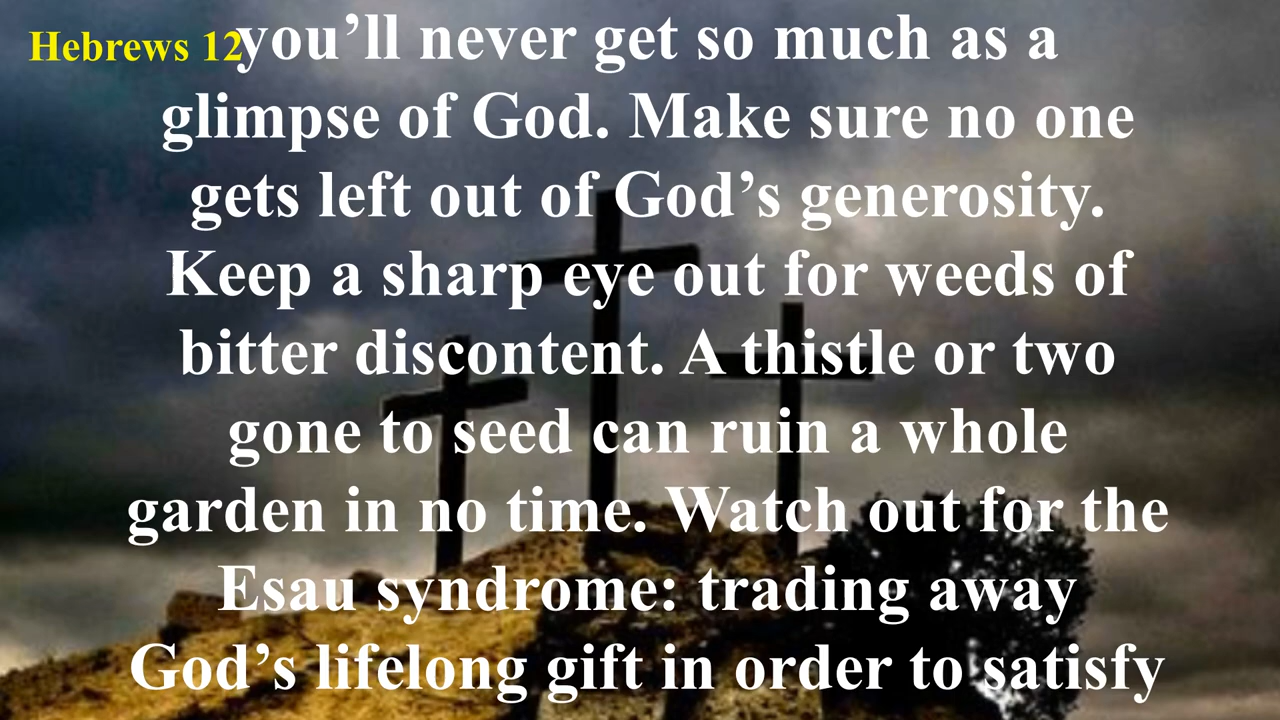 Hebrews 12
you’ll never get so much as a
glimpse of God. Make sure no one
gets left out of God’s generosity.
Keep a sharp eye out for weeds of
bitter discontent. A thistle or two
gone to seed can ruin a whole
garden in no time. Watch out for the
Esau syndrome: trading away
God’s lifelong gift in order to satisfy